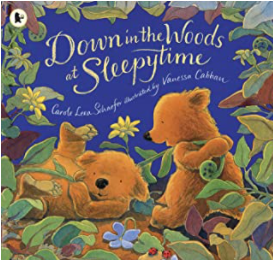 Down in the Woods
at Sleepytime
Carole Lexa Schaefer illustrated by Vanessa Cabban